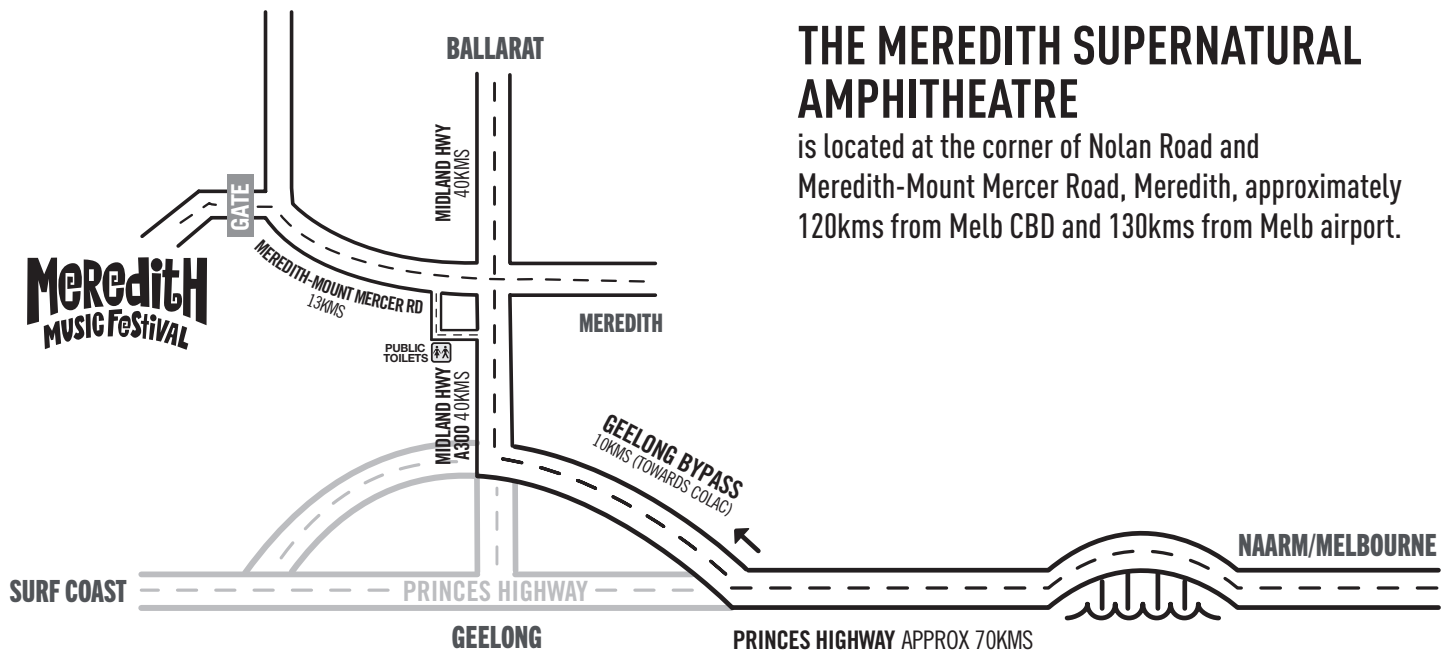 THE MEREDITH SUPERNATURAL
AMPHITHEATRE
is located at the corner of Nolan Road and
Meredith-Mount Mercer Road, Meredith, approximately
120kms from Melb CBD and 130kms from Melb airport.
BALLARAT
MIDLAND HWY
40KMS
GATE
MEREDITH
MUSIC FESTIVAL
MEREDITH-MOUNT MERCER RD
13KMS
MEREDITH
PUBLIC
TOILETS
MIDLAND HWY
A300 40KMS
GEELONG BYPASS
10KMS (TOWARDS COLAC)
NAARM/MELBOURNE
SURF COAST
PRINCES HIGHWAY
GEELONG
PRINCES HIGHWAY APPROX 70KMS